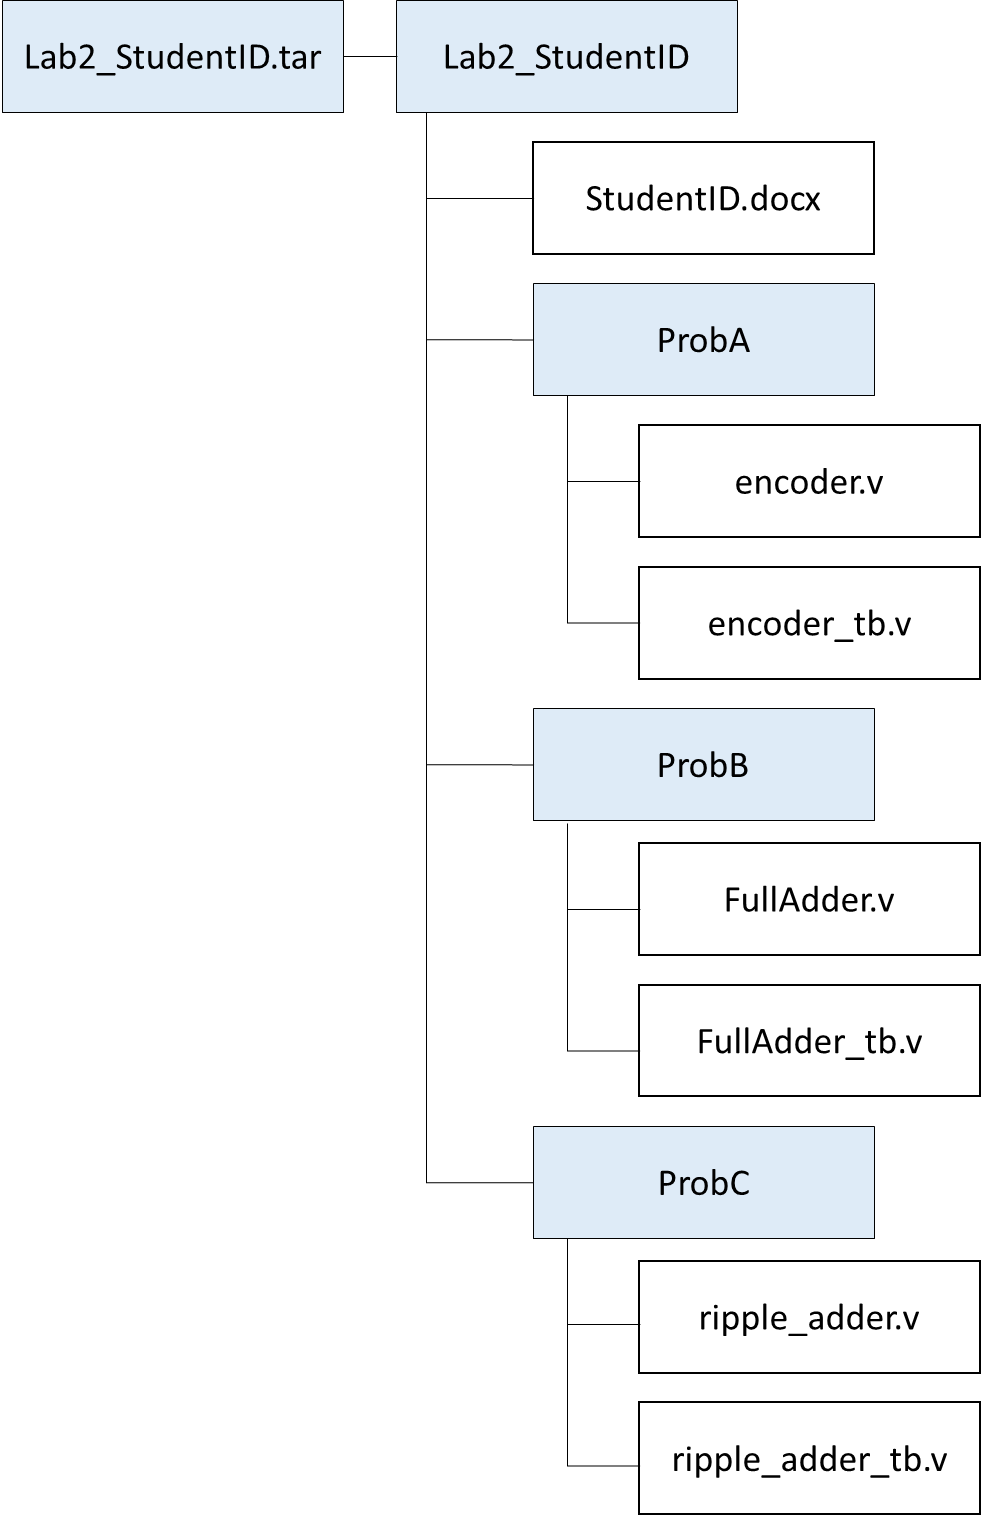 Lab2_StudentID.tar
Lab2_StudentID
StudentID.docx
ProbA
encoder.v
encoder_tb.v
ProbB
FullAdder.v
FullAdder_tb.v
ProbC
ripple_adder.v
ripple_adder_tb.v